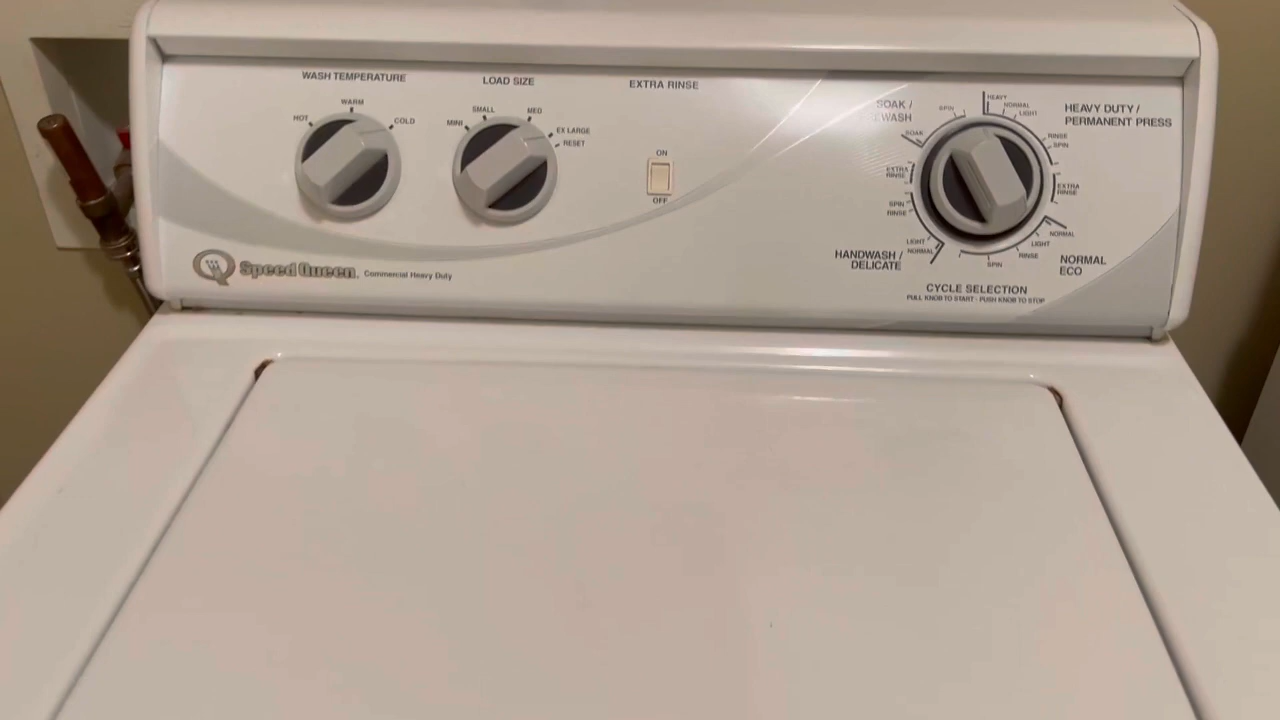 WASH TEMPERATURE
HOT
WARM
COLD
LOAD SIZE
MINI
SMALL
MED
EX LARGE
RESET
EXTRA RINSE
ON
OFF
SOAK /
SPIN
SOAK
EXTRA
RINSE
SPIN
RINSE
LIGHT
NORMAL
HANDWASH /
DELICATE
HEAVY
NORMAL
LIGHT
HEAVY DUTY /
PERMANENT PRESS
RINSE
SPIN
EXTRA
RINSE
NORMAL
LIGHT
RINSE
SPIN
NORMAL
ECO
CYCLE SELECTION
PULL KNOB TO START - PUSH KNOB TO STOP
Speed Queen. Commercial Heavy Duty